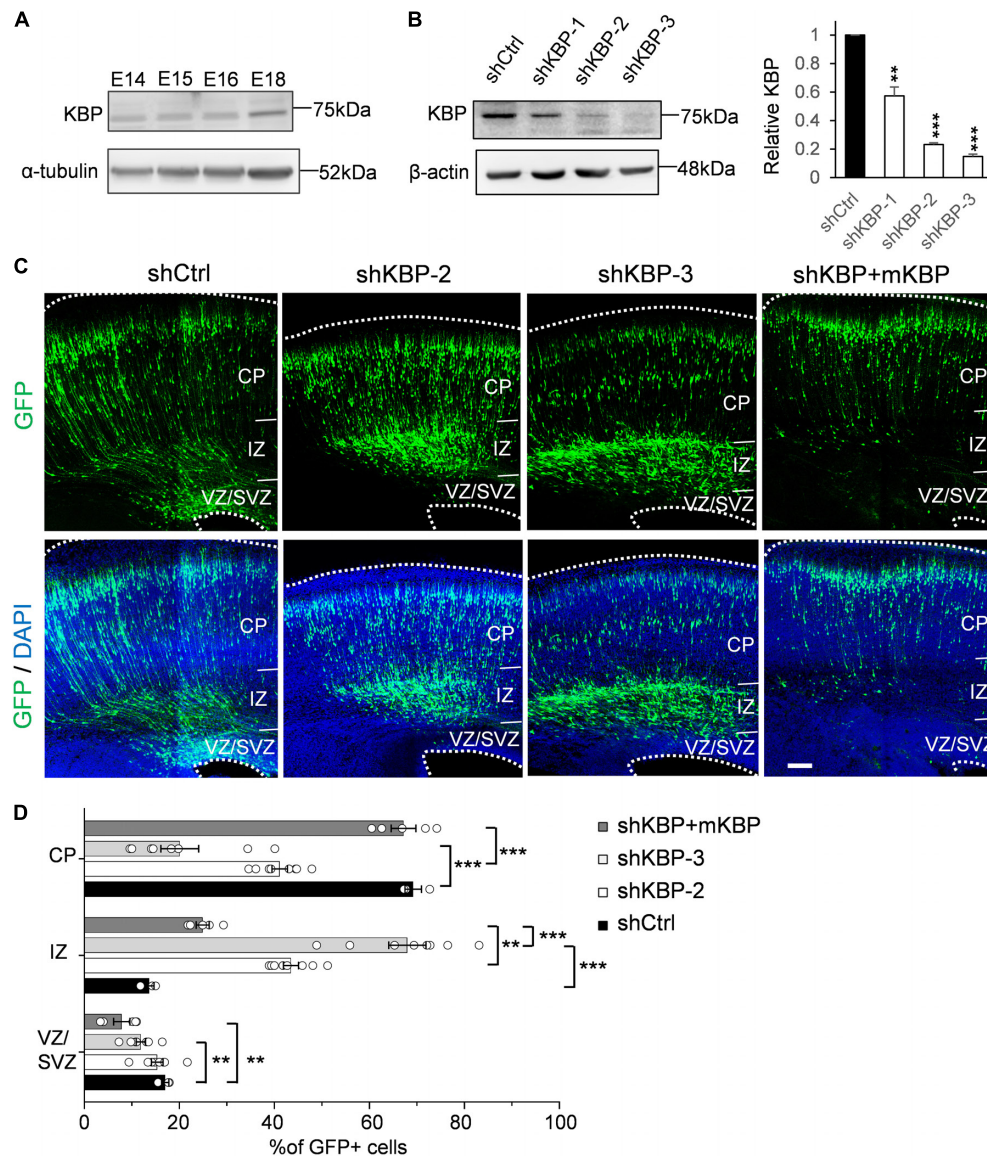 A
E14 E15 E16 E18
KBP
75kDa
α-tubulin
52kDa
B
shCtrl shKBP-1 shKBP-2 shKBP-3
KBP
75kDa
β-actin
48kDa
Relative KBP
1
0.8
0.6
0.4
0.2
0
**
***
***
shCtrl shKBP-1 shKBP-2 shKBP-3
C
shCtrl shKBP-2 shKBP-3 shKBP+mKBP
GFP
CP CP CP CP
IZ IZ IZ IZ
VZ/SVZ VZ/SVZ VZ/SVZ VZ/SVZ
GFP / DAPI
CP CP CP CP
IZ IZ IZ IZ
VZ/SVZ VZ/SVZ VZ/SVZ VZ/SVZ
D
CP
*** ***
IZ
** *** ***
VZ/
SVZ
** **
0 20 40 60 80 100
%of GFP+ cells
shKBP+mKBP
shKBP-3
shKBP-2
shCtrl